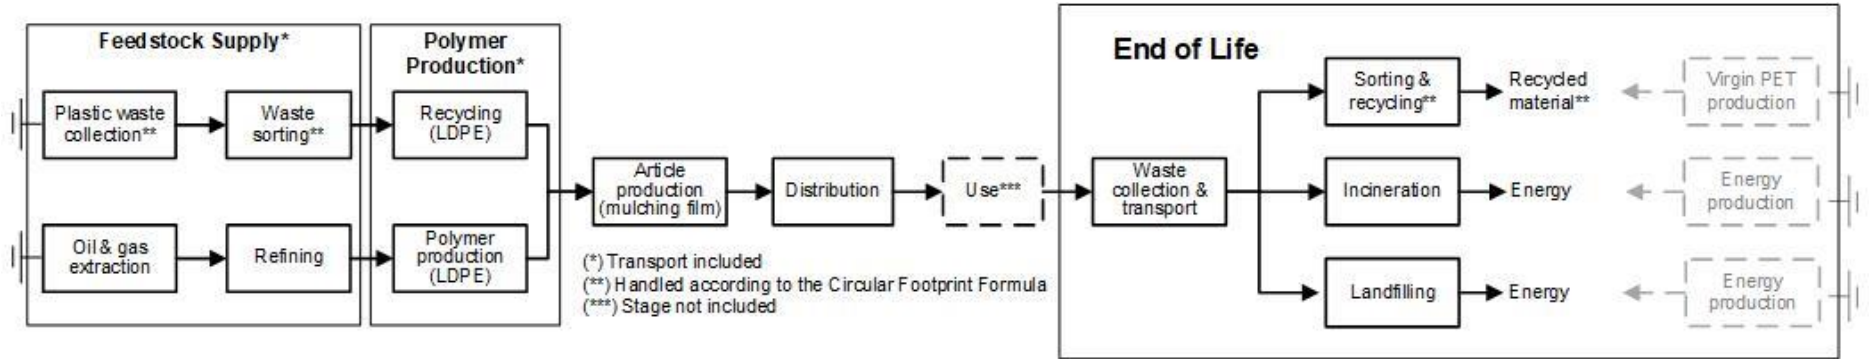 Feedstock Supply*
Plastic waste
collection**
Waste
sorting**
Oil & gas
extraction
Refining
Polymer
Production*
Recycling
(LDPE)
Polymer
production
(LDPE)
Article
production
(mulching film)
Distribution
Use***
(*) Transport included
(**) Handled according to the Circular Footprint Formula
(***) Stage not included
End of Life
Waste
collection &
transport
Sorting &
recycling**
Recycled
material**
Virgin PET
production
Incineration
Energy
Energy
production
Landfilling
Energy
Energy
production